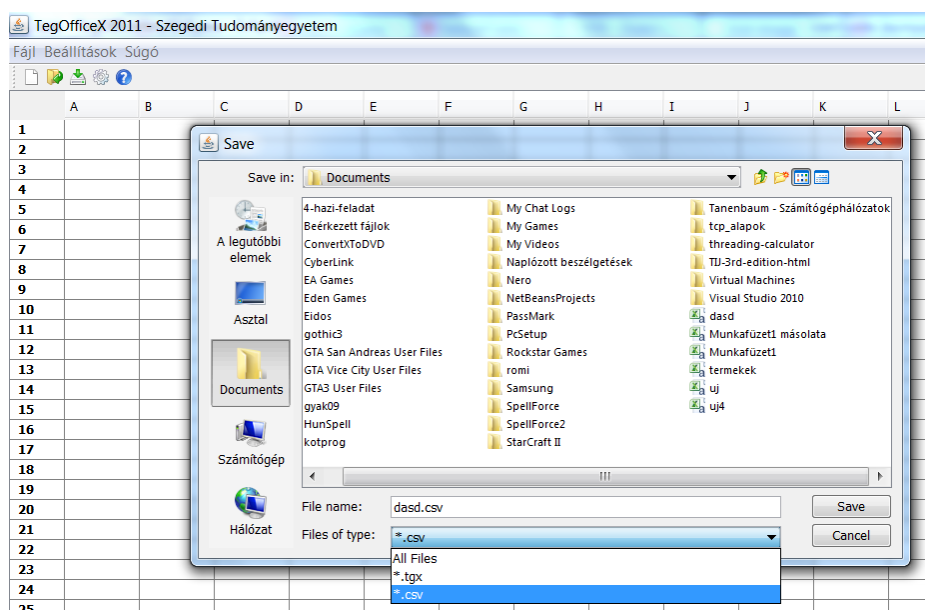 TegOfficeX 2011 - Szegedi Tudományegyetem
Fájl Beállítások Súgó
A B C D E F G H I J K L
1
2
3
4
5
6
7
8
9
10
11
12
13
14
15
16
17
18
19
20
21
22
23
24
25
Save
X
Save in: Documents
A legutóbbi
elemek
Asztal
Documents
Számítógép
Hálózat
4-hazi-feladat
Beérkezett fájlok
ConvertXToDVD
CyberLink
EA Games
Eden Games
Eidos
gothic3
GTA San Andreas User Files
GTA Vice City User Files
GTA3 User Files
gyak09
HunSpell
kotprog
My Chat Logs
My Games
My Videos
Naplózott beszélgetések
Nero
NetBeansProjects
PassMark
PcSetup
Rockstar Games
romi
Samsung
SpellForce
SpellForce2
StarCraft II
Tanenbaum - Számítógéphálózatok
tcp_alapok
threading-calculator
TIJ-3rd-edition-html
Virtual Machines
Visual Studio 2010
dasd
Munkafüzet1 másolata
Munkafüzet1
termekek
uj
uj4
File name: dasd.csv Save
Files of type: *.csv Cancel
All Files
*.tgx
*.csv